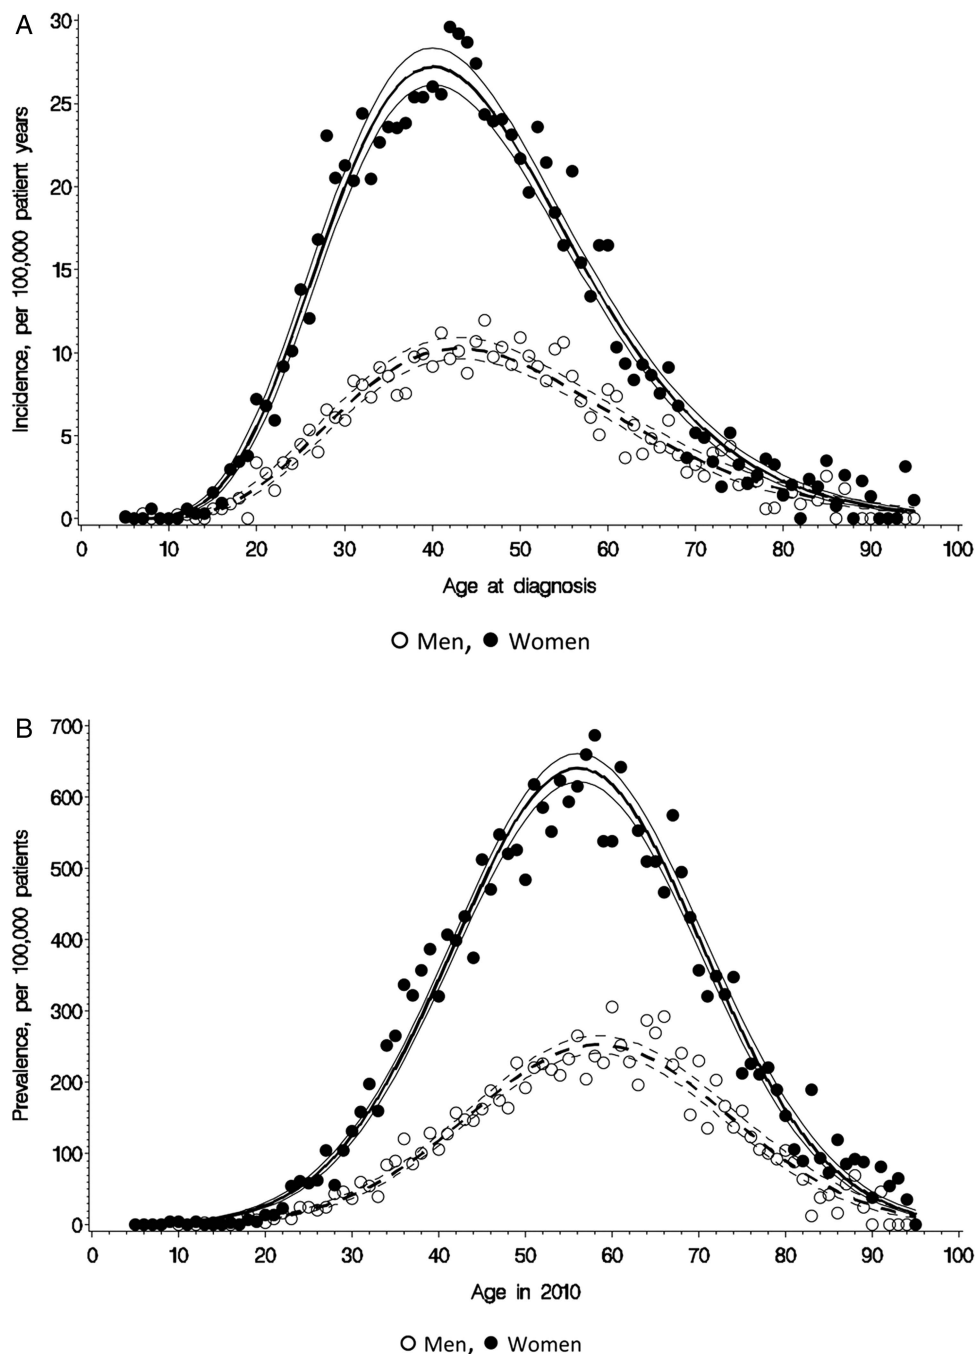 A
30
25
20
15
10
5
0
Incidence, per 100,000 patient years
0 10 20 30 40 50 60 70 80 90 100
Age at diagnosis
Men, Women
B
700
600
500
400
300
200
100
0
Prevalence, per 100,000 patients
0 10 20 30 40 50 60 70 80 90 100
Age in 2010
Men, Women